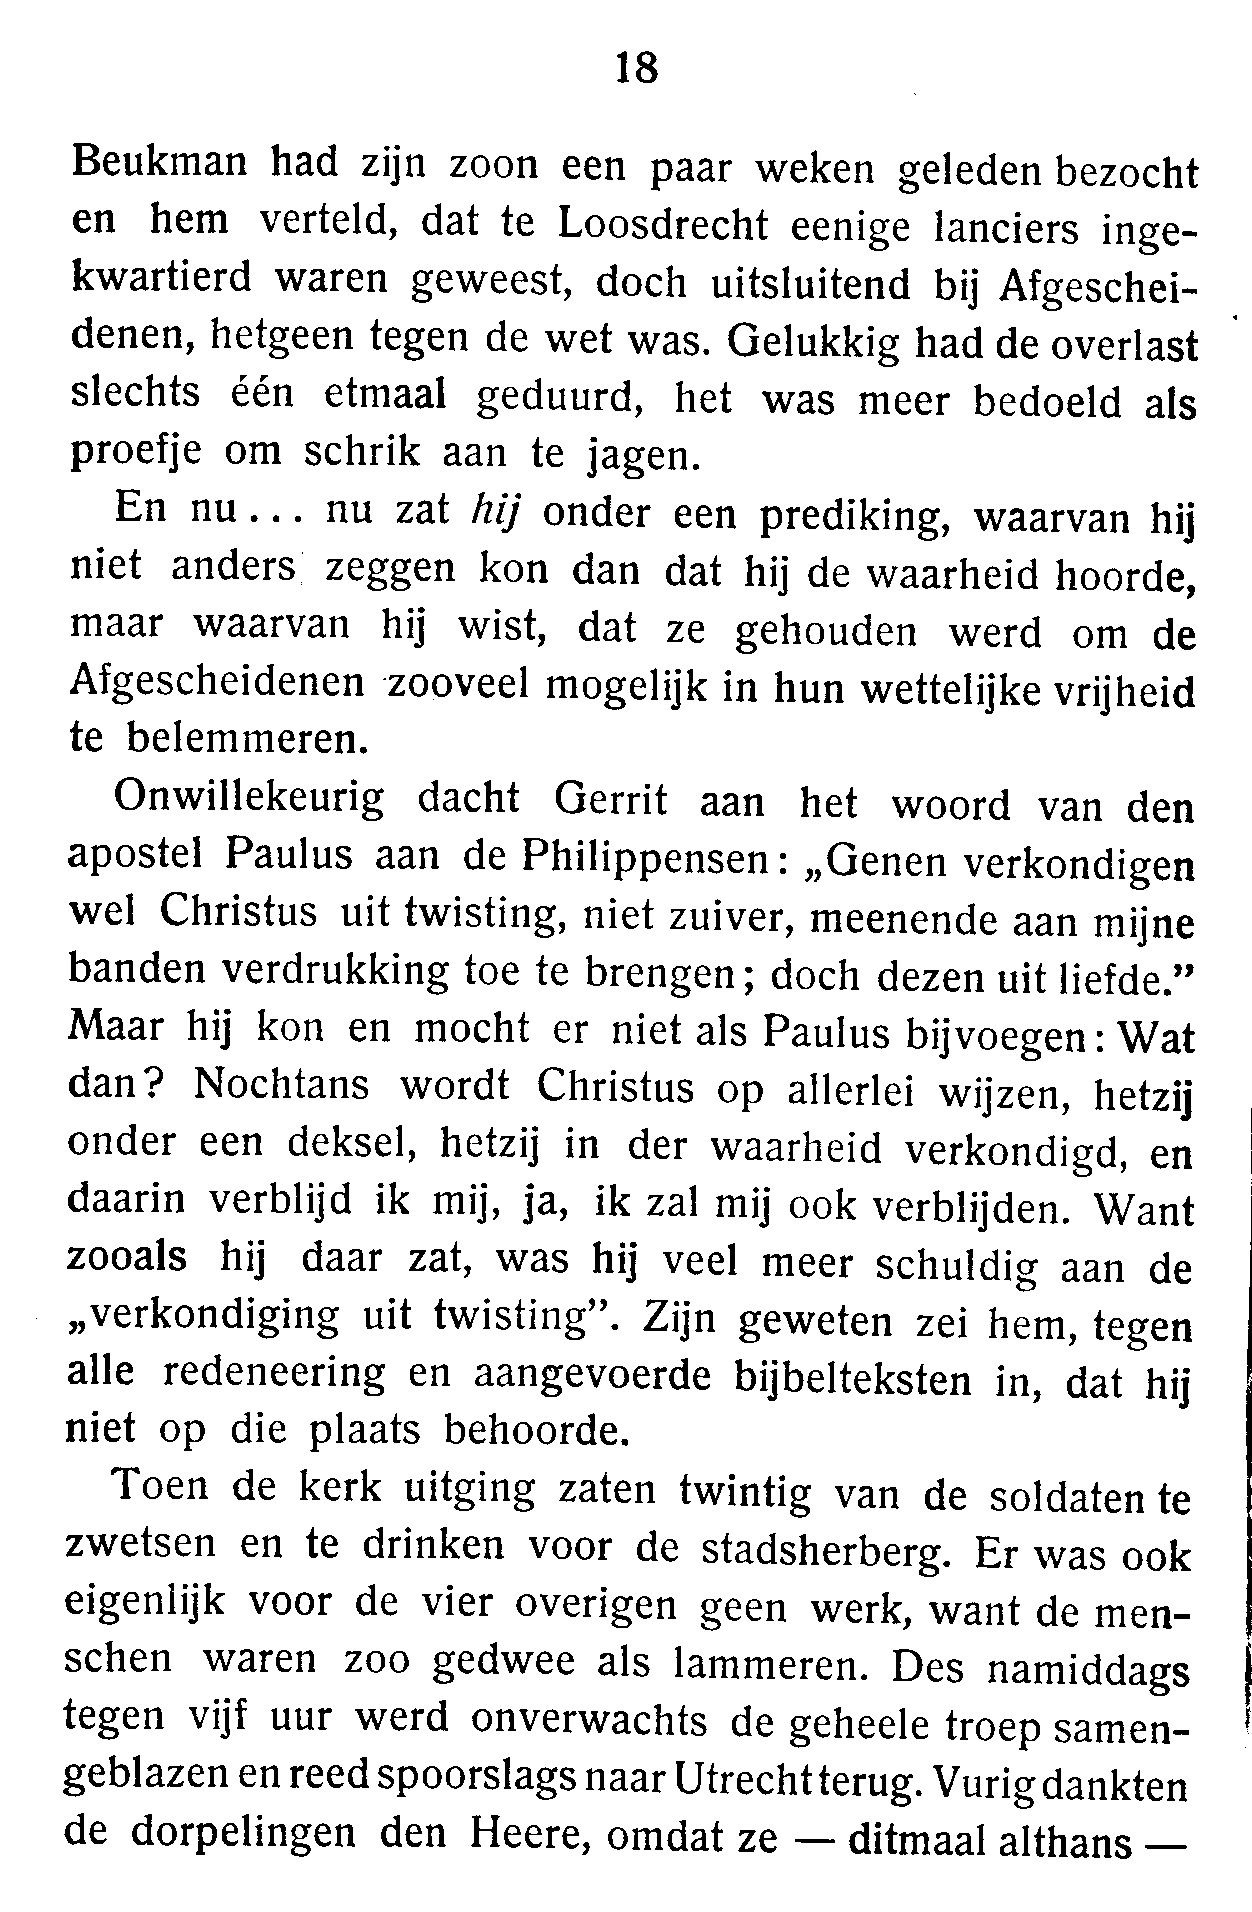 18
Beukman had zijn zoon een paar weken geleden bezocht
en hem verteld, dat te Loosdrecht eenige lanciers inge-
kwartierd waren geweest, doch uitsluitend bij Afgeschei-
denen, hetgeen tegen de wet was. Gelukkig had de overlast
slechts één etmaal geduurd, het was meer bedoeld als
proefje om schrik aan te jagen.
En nu... nu zat hij onder een prediking, waarvan hij
niet anders zeggen kon dan dat hij de waarheid hoorde,
maar waarvan hij wist, dat ze gehouden werd om de
Afgescheidenen zooveel mogelijk in hun wettelijke vrijheid
te belemmeren.
Onwillekeurig dacht Gerrit aan het woord van den
apostel Paulus aan de Philippensen: „Genen verkondigen
wel Christus uit twisting, niet zuiver, meenende aan mijne
banden verdrukking toe te brengen; doch dezen uit liefde.”
Maar hij kon en mocht er niet als Paulus bijvoegen: Wat
dan? Nochtans wordt Christus op allerlei wijzen, hetzij
onder een deksel, hetzij in der waarheid verkondigd, en
daarin verblijd ik mij, ja, ik zal mij ook verblijden. Want
zooals hij daar zat, was hij veel meer schuldig aan de
„verkondiging uit twisting”. Zijn geweten zei hem, tegen
alle redeneering en aangevoerde bijbelteksten in, dat hij
niet op die plaats behoorde.
Toen de kerk uitging zaten twintig van de soldaten te
zwetsen en te drinken voor de stadsherberg. Er was ook
eigenlijk voor de vier overigen geen werk, want de men-
schen waren zoo gedwee als lammeren. Des namiddags
tegen vijf uur werd onverwachts de geheele troep samen-
geblazen en reed spoorslags naar Utrecht terug. Vurig dankten
de dorpelingen den Heere, omdat ze — ditmaal althans —